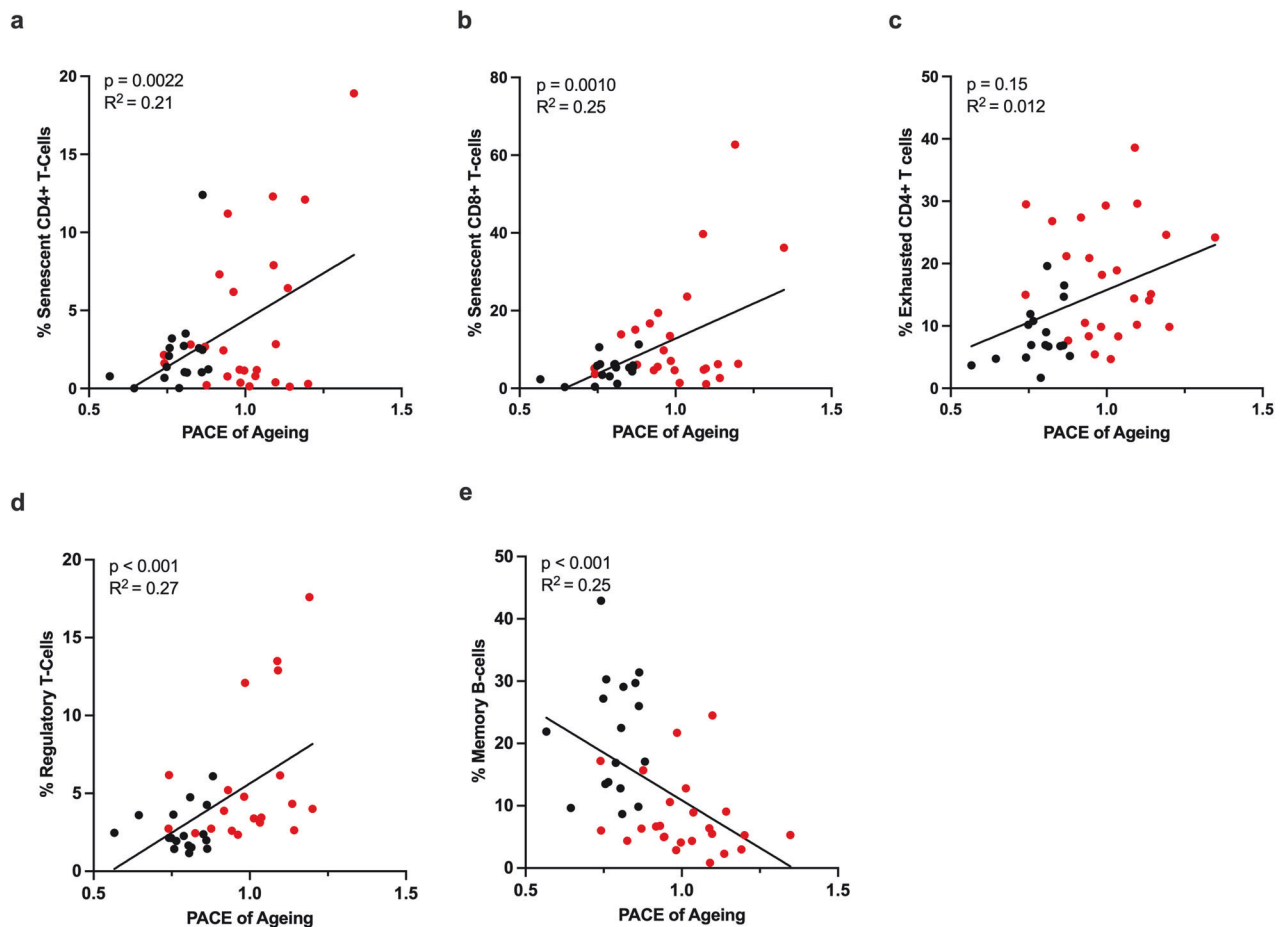 a
p = 0.0022
R² = 0.21
% Senescent CD4+ T-Cells
20
15
10
5
0
0.5
1.0
1.5
PACE of Ageing
b
p = 0.0010
R² = 0.25
% Senescent CD8+ T-Cells
80
60
40
20
0
0.5
1.0
1.5
PACE of Ageing
c
p = 0.15
R² = 0.012
% Exhausted CD4+ T cells
50
40
30
20
10
0
0.5
1.0
1.5
PACE of Ageing
d
p < 0.001
R² = 0.27
% Regulatory T-Cells
20
15
10
5
0
0.5
1.0
1.5
PACE of Ageing
e
p < 0.001
R² = 0.25
% Memory B-cells
50
40
30
20
10
0
0.5
1.0
1.5
PACE of Ageing